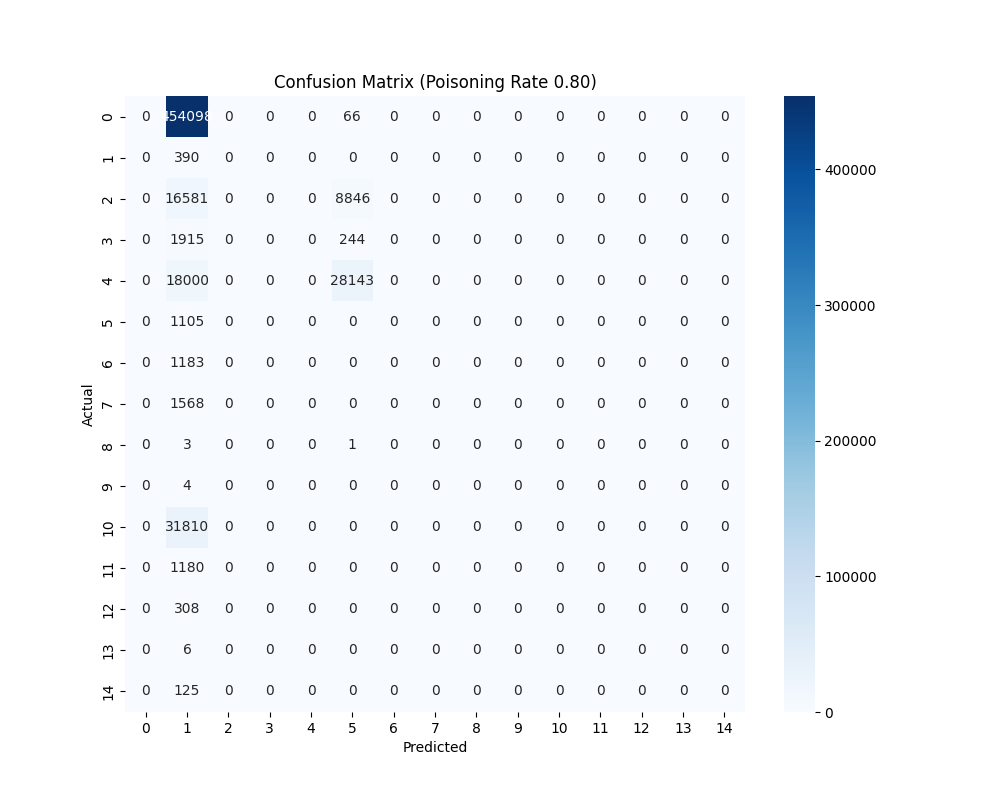 Confusion Matrix (Poisoning Rate 0.80)
0 0 454098 0 0 0 66 0 0 0 0 0 0 0 0 0
1 0 390 0 0 0 0 0 0 0 0 0 0 0 0 0
2 0 16581 0 0 0 8846 0 0 0 0 0 0 0 0 0
3 0 1915 0 0 0 244 0 0 0 0 0 0 0 0 0
4 0 18000 0 0 0 28143 0 0 0 0 0 0 0 0 0
5 0 1105 0 0 0 0 0 0 0 0 0 0 0 0 0
6 0 1183 0 0 0 0 0 0 0 0 0 0 0 0 0
7 0 1568 0 0 0 0 0 0 0 0 0 0 0 0 0
8 0 3 0 0 0 1 0 0 0 0 0 0 0 0 0
9 0 4 0 0 0 0 0 0 0 0 0 0 0 0 0
10 0 31810 0 0 0 0 0 0 0 0 0 0 0 0 0
11 0 1180 0 0 0 0 0 0 0 0 0 0 0 0 0
12 0 308 0 0 0 0 0 0 0 0 0 0 0 0 0
13 0 6 0 0 0 0 0 0 0 0 0 0 0 0 0
14 0 125 0 0 0 0 0 0 0 0 0 0 0 0 0
0 1 2 3 4 5 6 7 8 9 10 11 12 13 14
Predicted
Actual
400000
300000
200000
100000
0